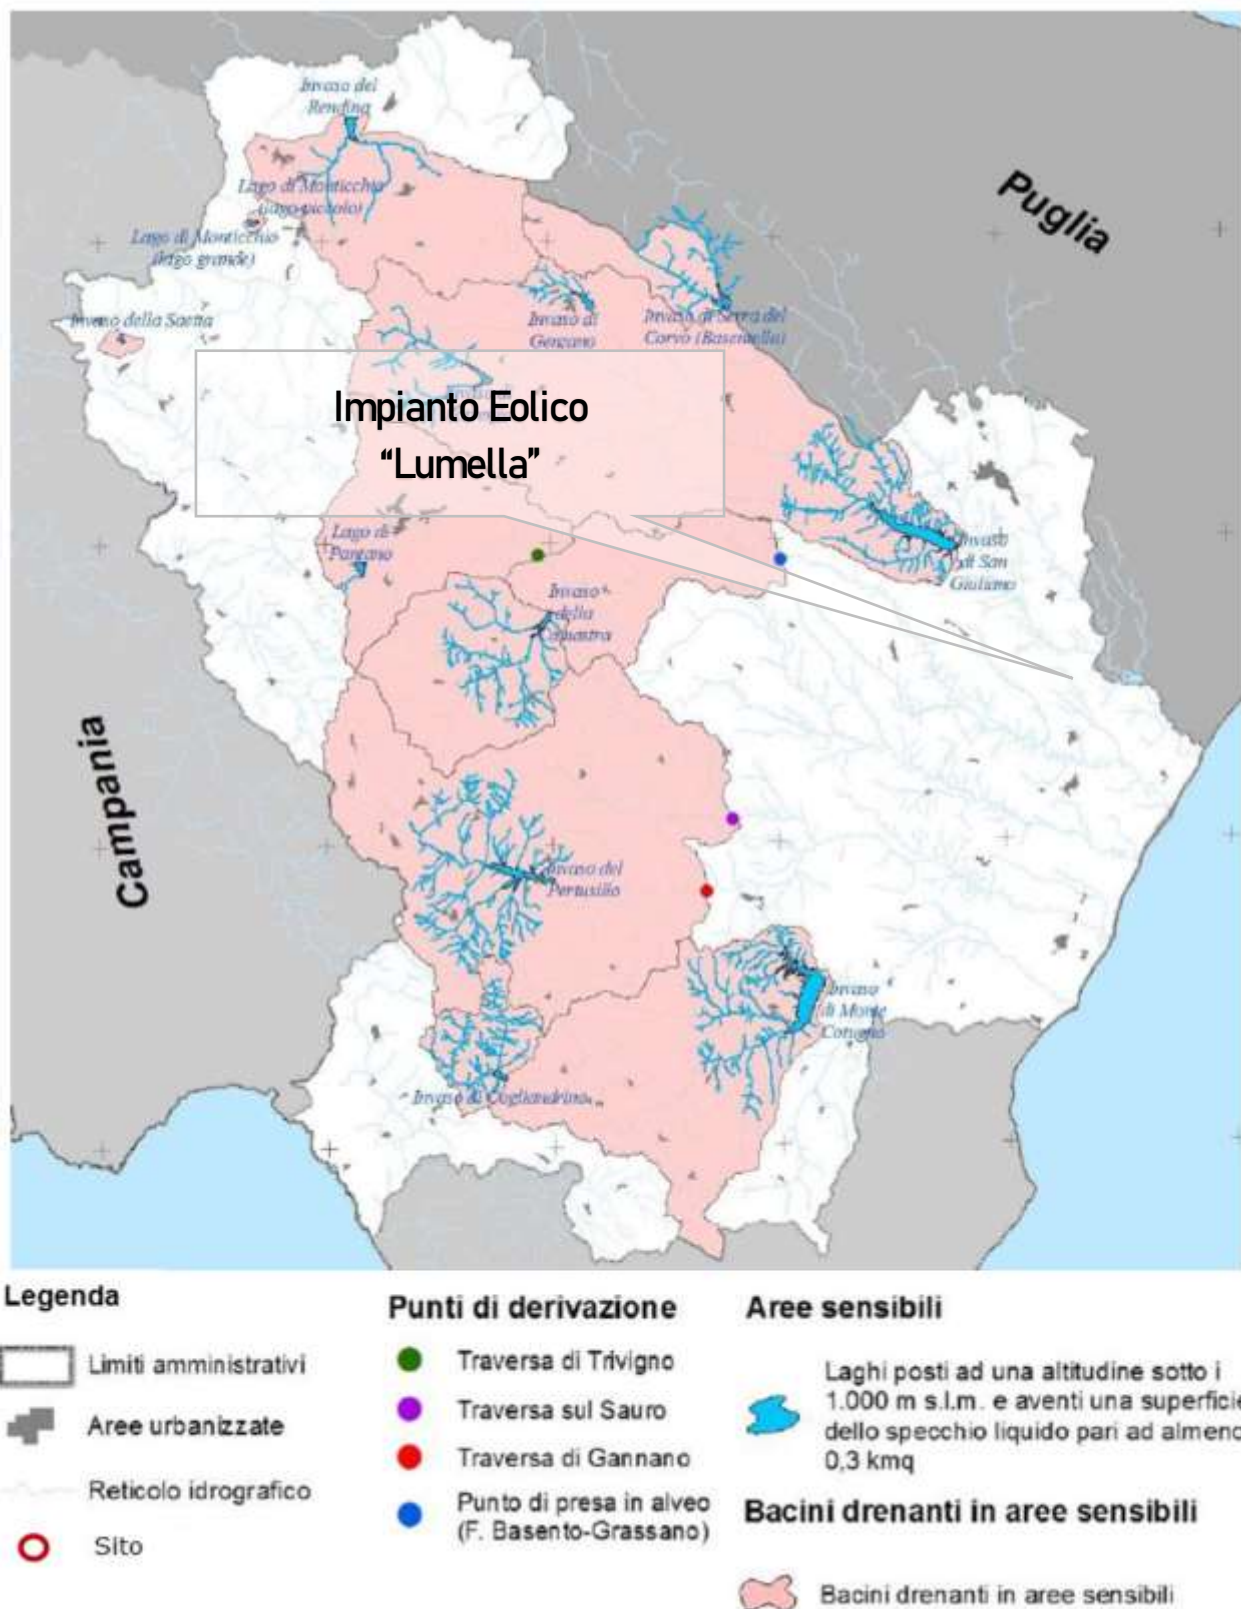 Invaso del
Rendina
Lago di Monticchio
(lago piccolo)
Lago di Monticchio
(lago grande)
Invaso della Saetta
Puglia
Invaso di
Genzano
Invaso di Serra del
Corvo (Basentello)
Impianto Eolico
“Lumella”
Lago di
Pantano
Invaso
di San
Giuliano
Invaso
della
Camastra
Campania
Invaso del
Pertusillo
Invaso
di Monte
Cotugno
Invaso di Cogliandrino
Legenda
Limiti amministrativi
Aree urbanizzate
Reticolo idrografico
Sito
Punti di derivazione
Traversa di Trivigno
Traversa sul Sauro
Traversa di Gannano
Punto di presa in alveo
(F. Basento-Grassano)
Aree sensibili
Laghi posti ad una altitudine sotto i
1.000 m s.l.m. e aventi una superficie
dello specchio liquido pari ad almeno
0,3 kmq
Bacini drenanti in aree sensibili
Bacini drenanti in aree sensibili